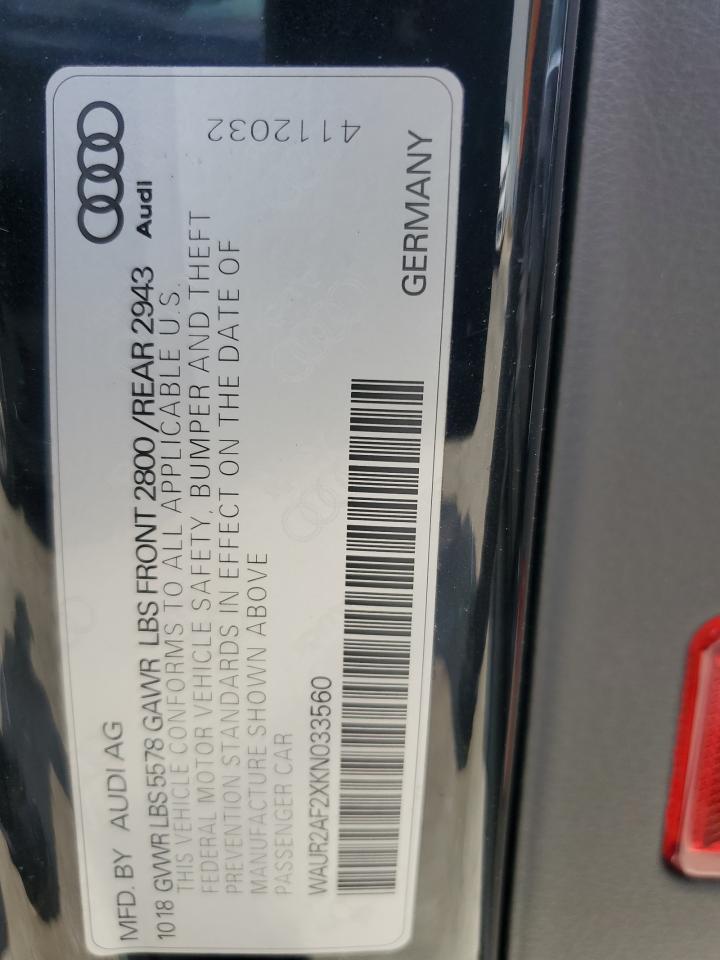 MFD. BY AUDI AG
Audi
10 18 GVWR LBS 5578 GAWR LBS FRONT 2800 / REAR 2943
THIS VEHICLE CONFORMS TO ALL APPLICABLE U.S.
FEDERAL MOTOR VEHICLE SAFETY, BUMPER AND THEFT
PREVENTION STANDARDS IN EFFECT ON THE DATE OF
MANUFACTURE SHOWN ABOVE
PASSENGER CAR
WAUR2AF2XKN033560
4112032
GERMANY